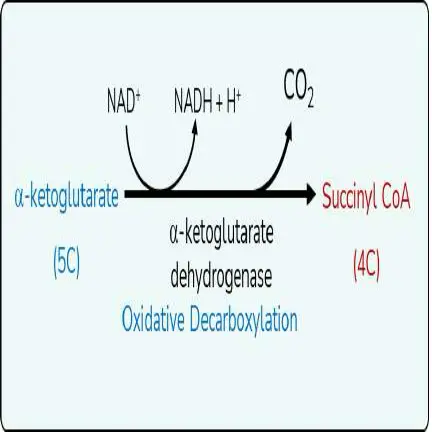 NAD⁺ NADH + H⁺ CO₂
α-ketoglutarate Succinyl CoA
(5C) (4C)
α-ketoglutarate
dehydrogenase
Oxidative Decarboxylation